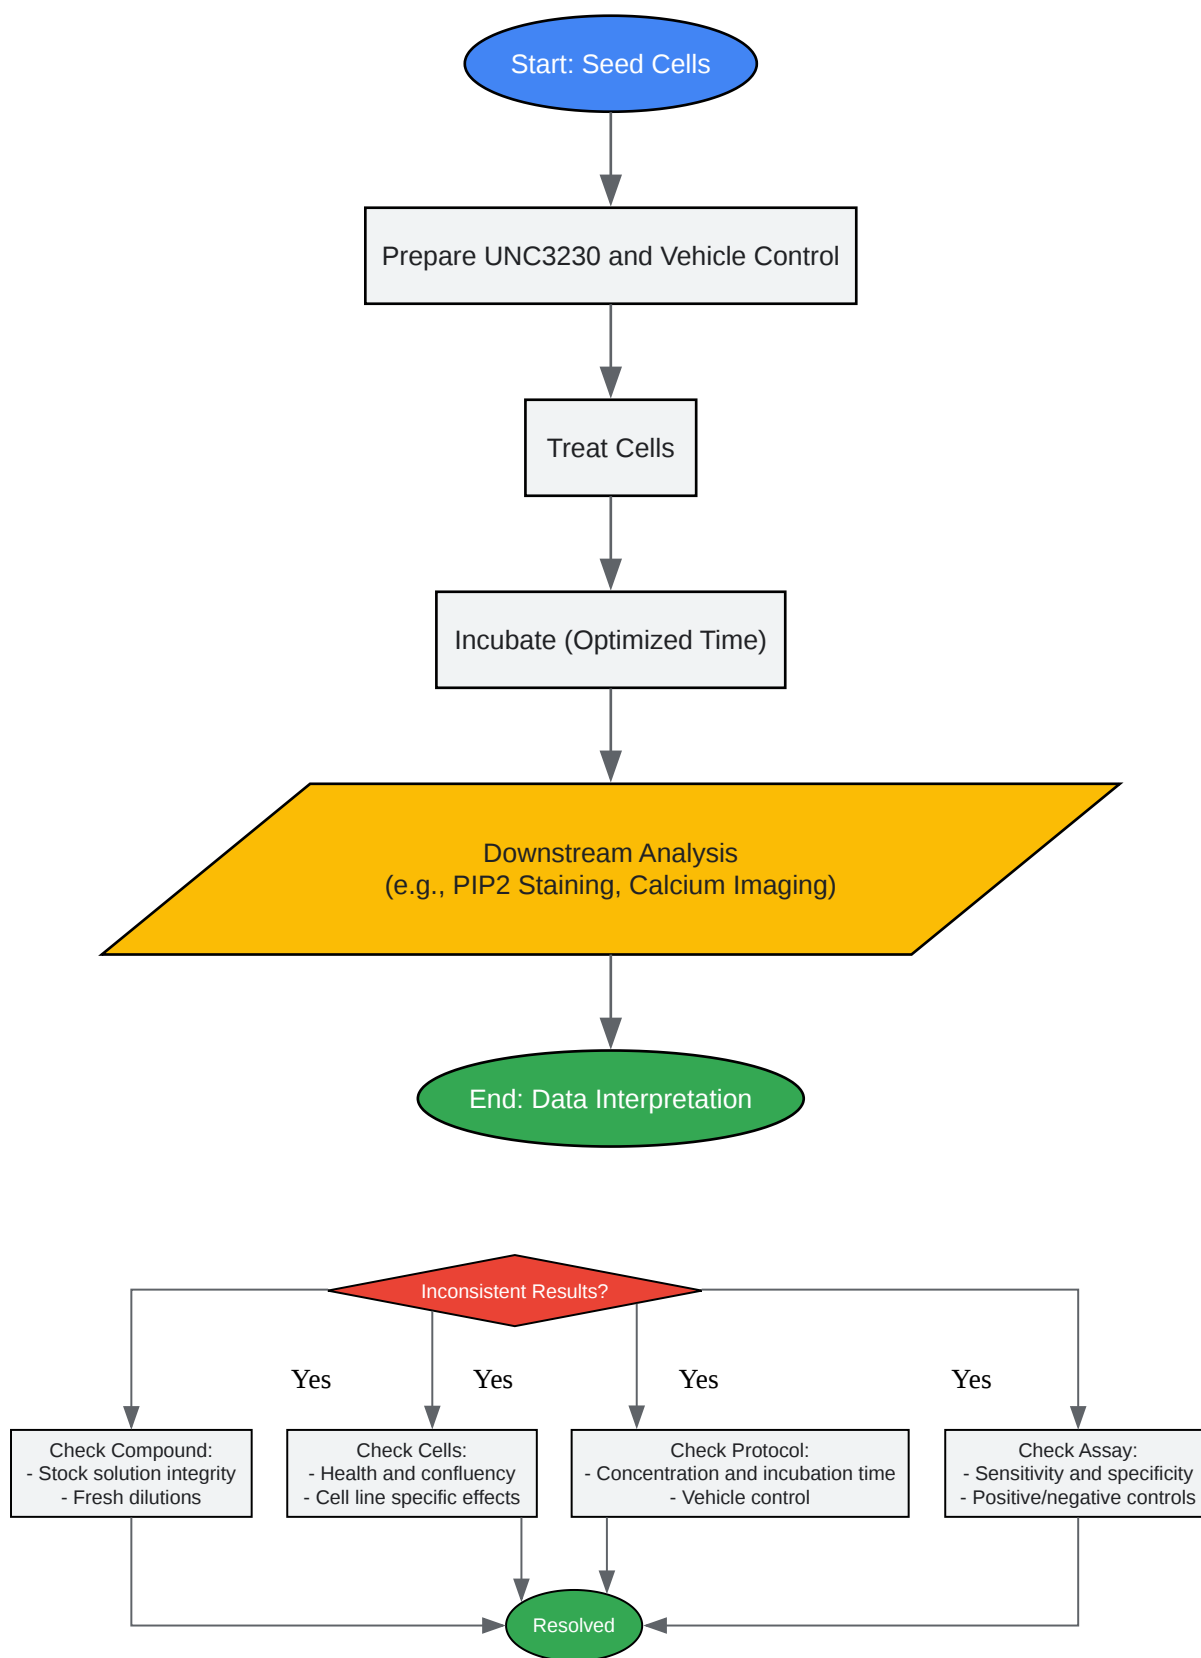 Start: Seed Cells
Prepare UNC3230 and Vehicle Control
Treat Cells
Incubate (Optimized Time)
Downstream Analysis
(e.g., PIP2 Staining, Calcium Imaging)
End: Data Interpretation
Inconsistent Results?
Yes
Yes
Yes
Yes
Check Compound:
- Stock solution integrity
- Fresh dilutions
Check Cells:
- Health and confluency
- Cell line specific effects
Check Protocol:
- Concentration and incubation time
- Vehicle control
Check Assay:
- Sensitivity and specificity
- Positive/negative controls
Resolved